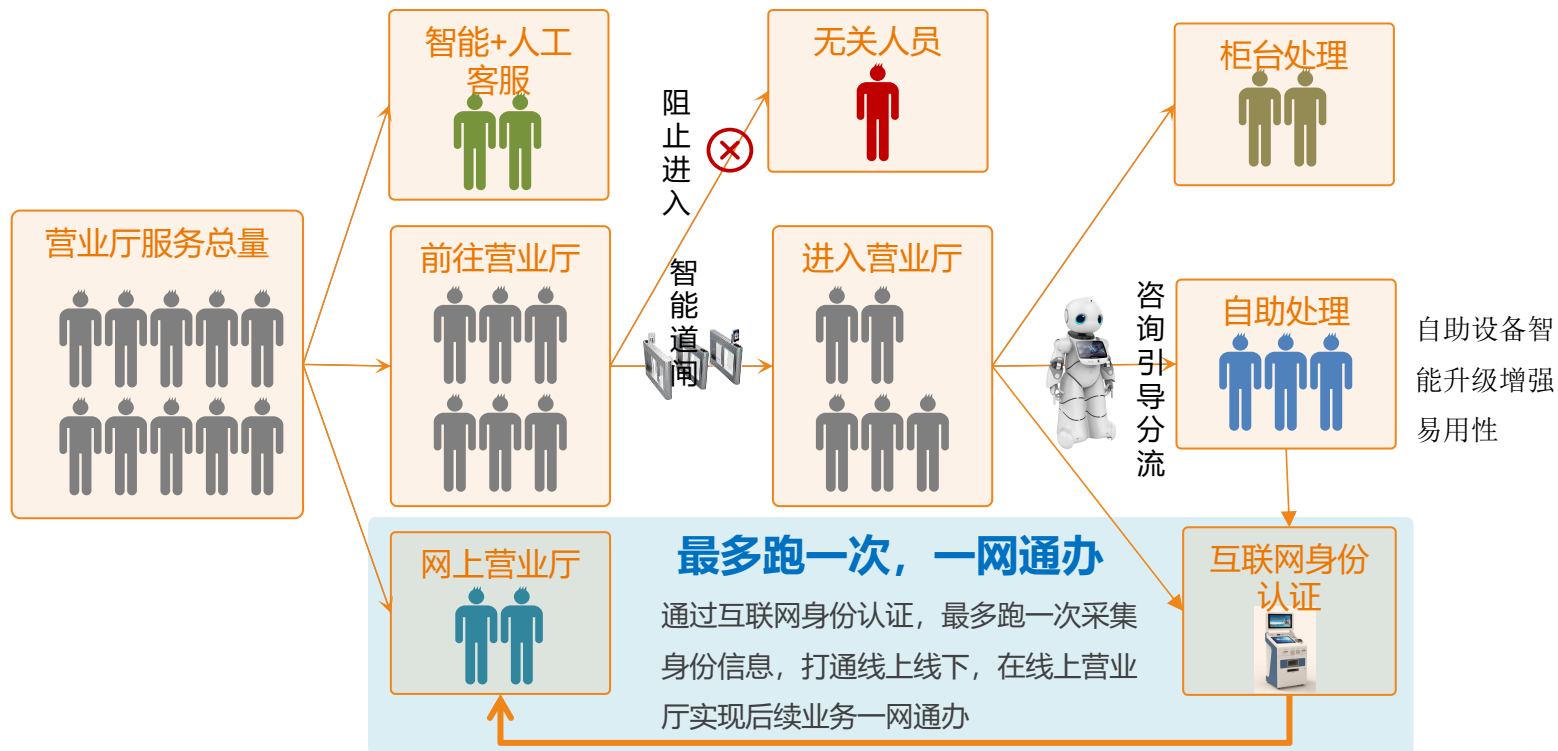 智能+人工
客服
无关人员
柜台处理
阻止进入
营业厅服务总量
前往营业厅
智能道闸
进入营业厅
咨询引导分流
自助处理
自助设备智
能升级增强
易用性
网上营业厅
最多跑一次，一网通办
通过互联网身份认证，最多跑一次采集
身份信息，打通线上线下，在线上营业
厅实现后续业务一网通办
互联网身份
认证